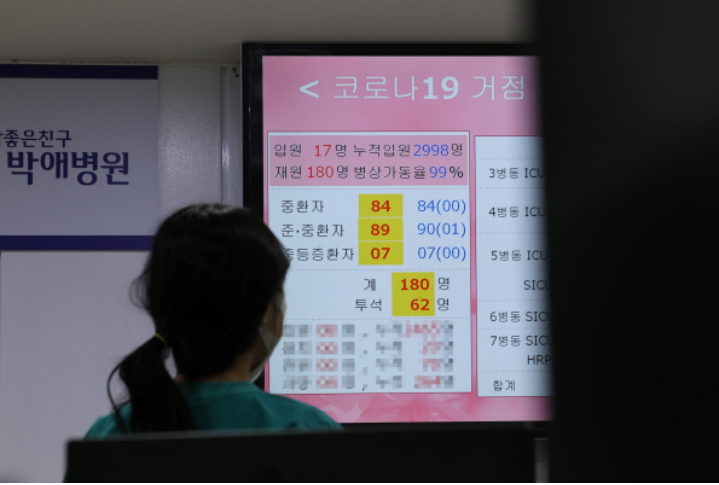 좋은친구
박애병원
< 코로나19 거점
입원 17명 누적입원2998명
재원180명 병상가동율99%
중환자 84 84(00)
준·중환자 89 90(01)
중등증환자 07 07(00)
계 180 명
투석 62 명
3병동 ICU
4병동 ICU
5병동 ICU
SICU
6병동 SICU
7병동 SICU
HRP
합계